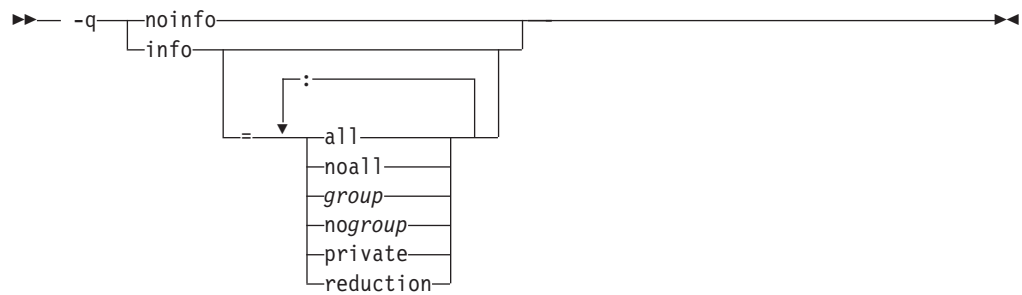 -q noinfo
info
:
= all
noall
group
nogroup
private
reduction